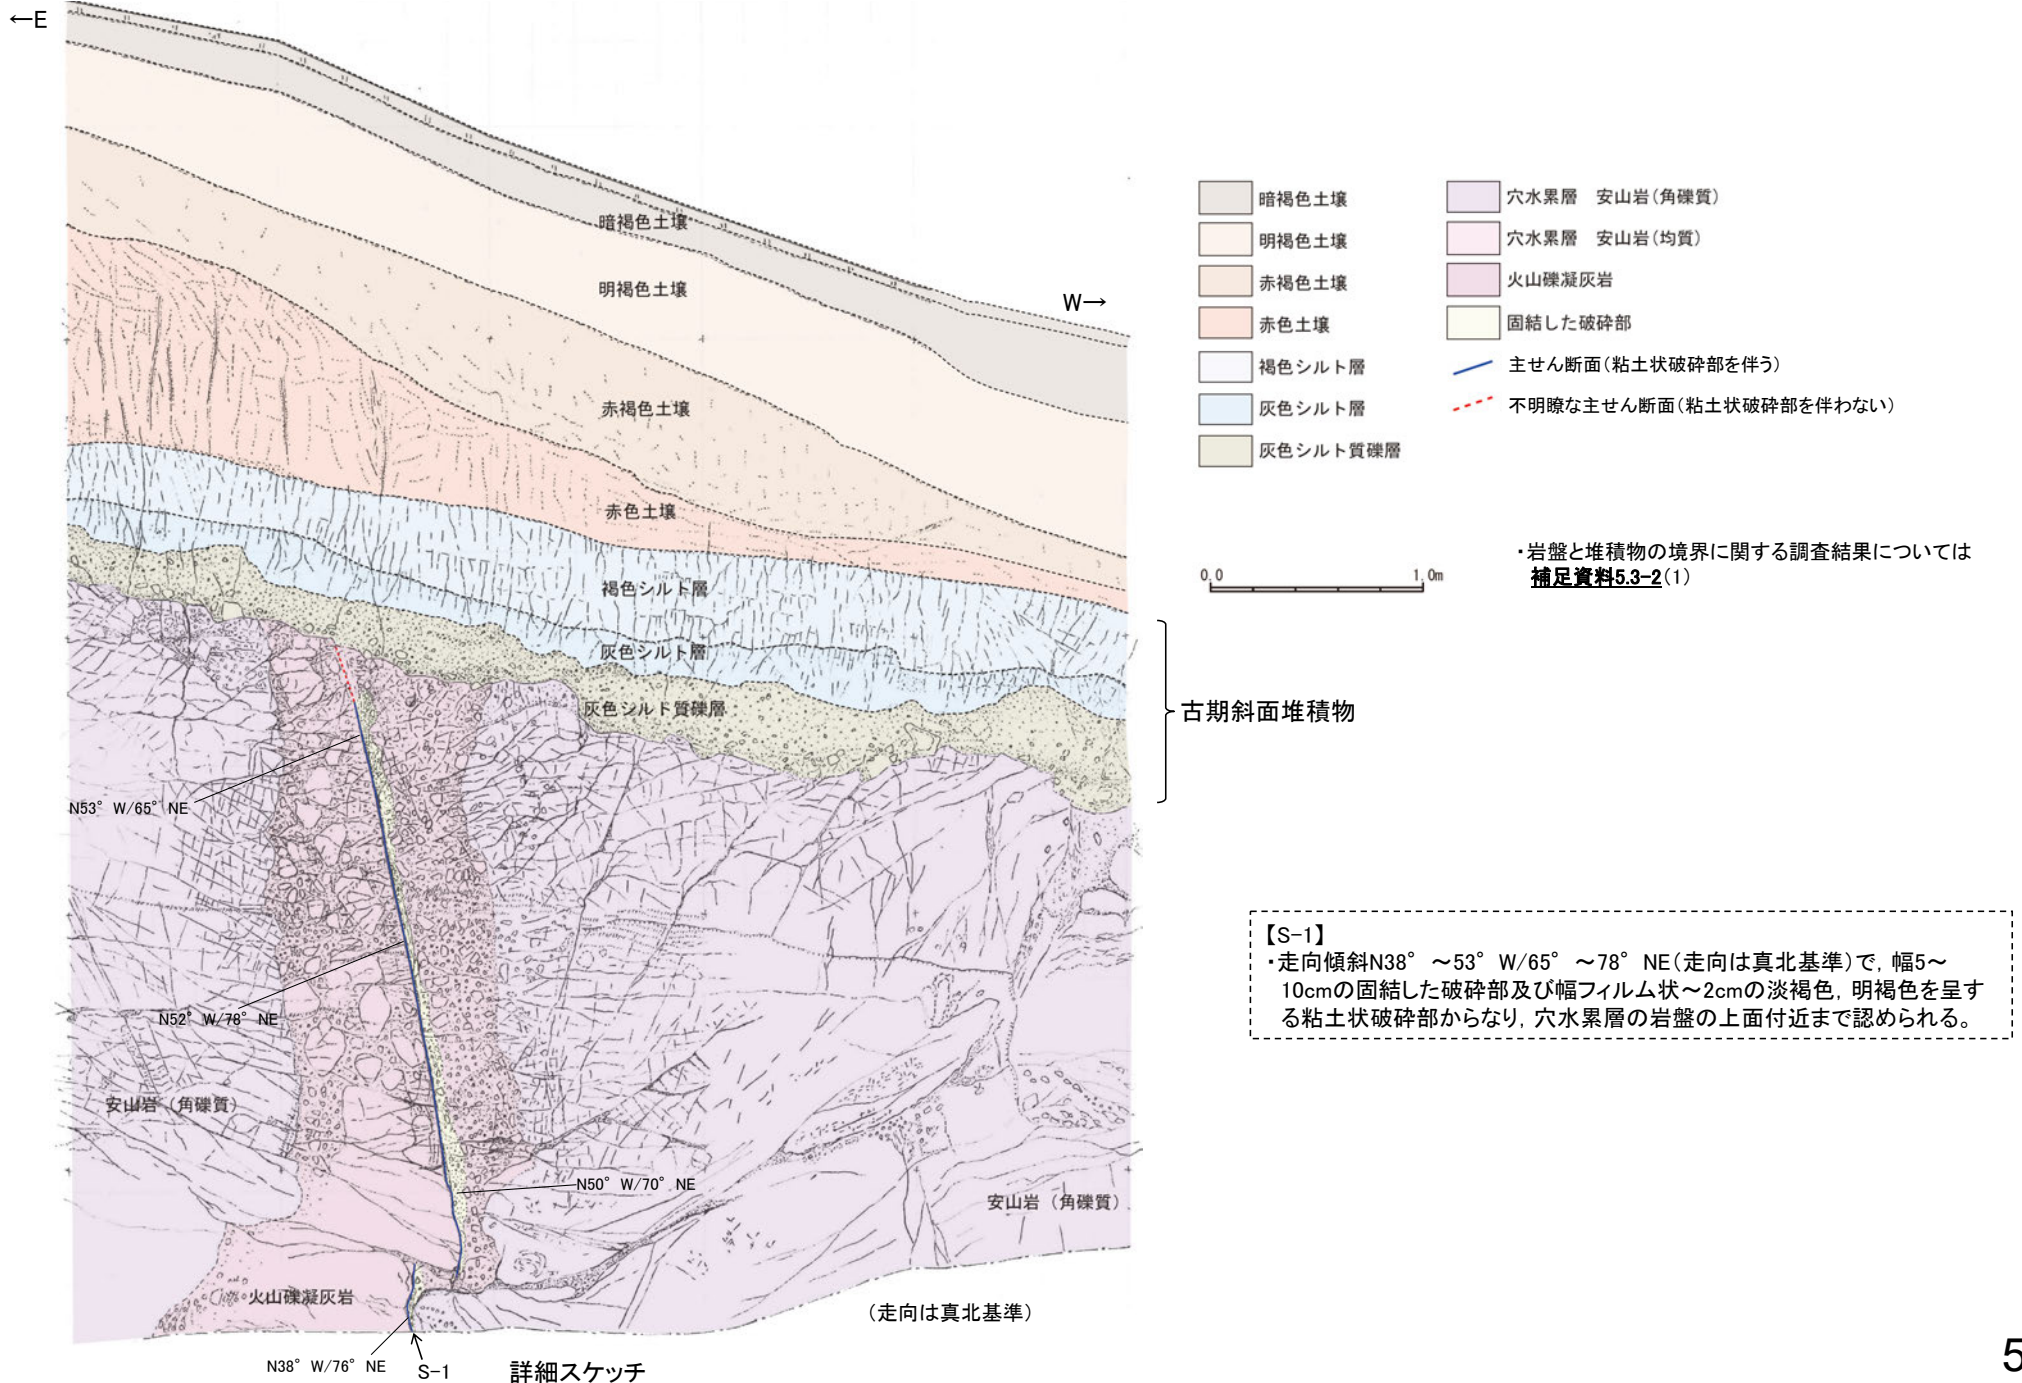 ←E
W→
暗褐色土壌
明褐色土壌
赤褐色土壌
赤色土壌
褐色シルト層
灰色シルト層
灰色シルト質礫層
古期斜面堆積物
N53° W/65° NE
N52° W/78° NE
N50° W/70° NE
安山岩（角礫質）
安山岩（角礫質）
火山礫凝灰岩
(走向は真北基準)
N38° W/76° NE
S-1
詳細スケッチ
暗褐色土壌
明褐色土壌
赤褐色土壌
赤色土壌
褐色シルト層
灰色シルト層
灰色シルト質礫層
穴水累層　安山岩(角礫質)
穴水累層　安山岩(均質)
火山礫凝灰岩
固結した破砕部
主せん断面(粘土状破砕部を伴う)
不明瞭な主せん断面(粘土状破砕部を伴わない)
0.0 1.0m
・岩盤と堆積物の境界に関する調査結果については
補足資料5.3-2(1)
【S-1】
・走向傾斜N38° ～53° W/65° ～78° NE(走向は真北基準)で, 幅5～
10cmの固結した破砕部及び幅フィルム状～2cmの淡褐色, 明褐色を呈す
る粘土状破砕部からなり, 穴水累層の岩盤の上面付近まで認められる。
5